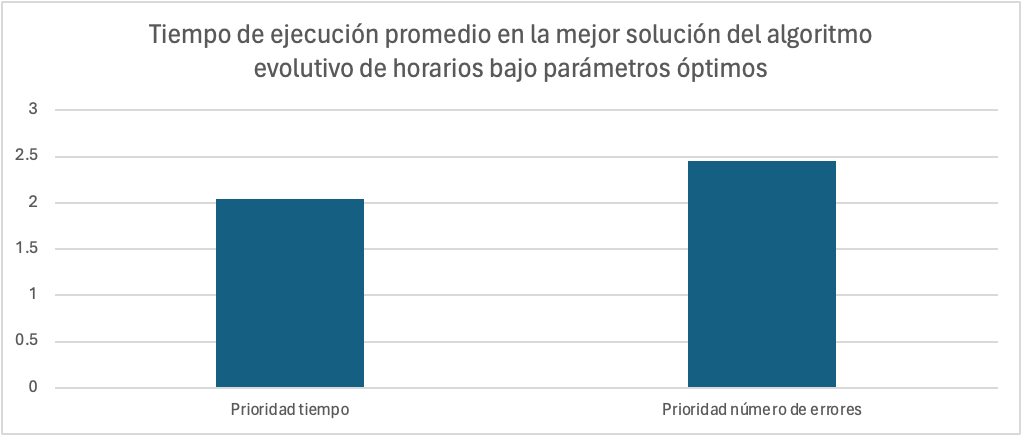 Tiempo de ejecución promedio en la mejor solución del algoritmo
evolutivo de horarios bajo parámetros óptimos
3
2.5
2
1.5
1
0.5
0
Prioridad tiempo
Prioridad número de errores